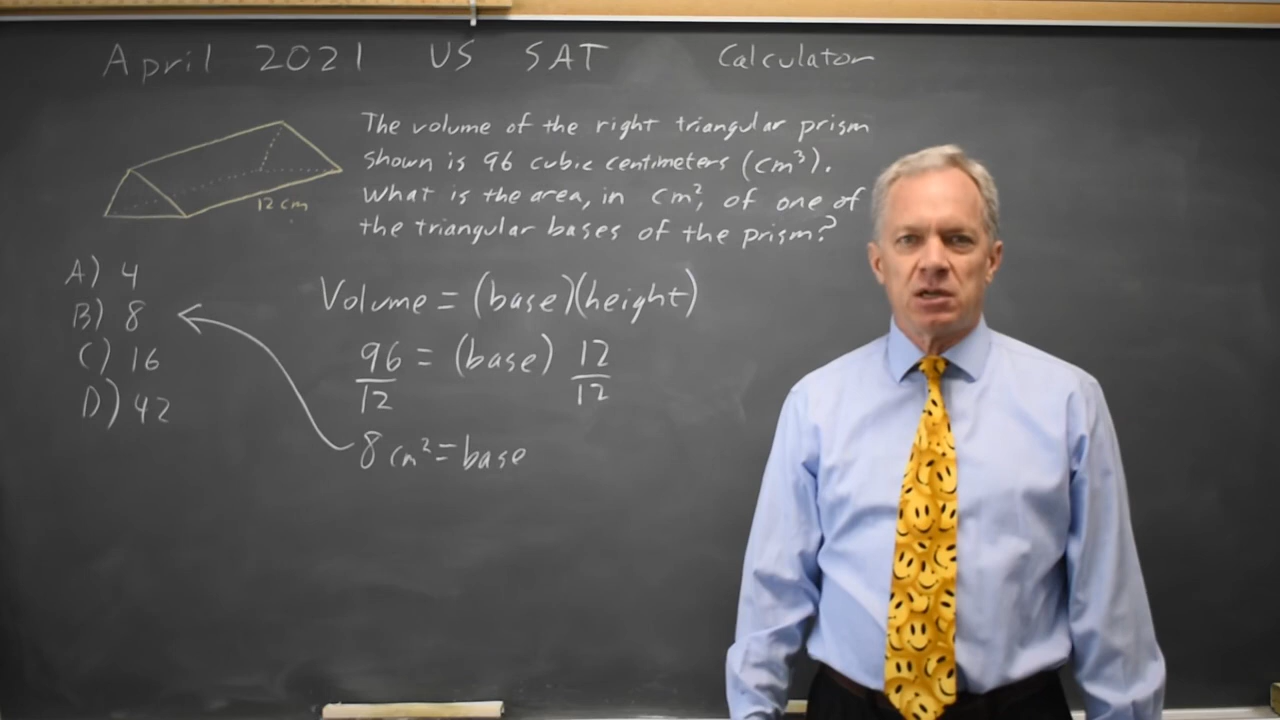 April 2021 US SAT Calculator
The volume of the right triangular prism
shown is 96 cubic centimeters (cm³).
What is the area, in cm², of one of
the triangular bases of the prism?
12 cm
A) 4
B) 8
C) 16
D) 42
Volume = (base)(height)
96/12 = (base) 12/12
8 cm² = base